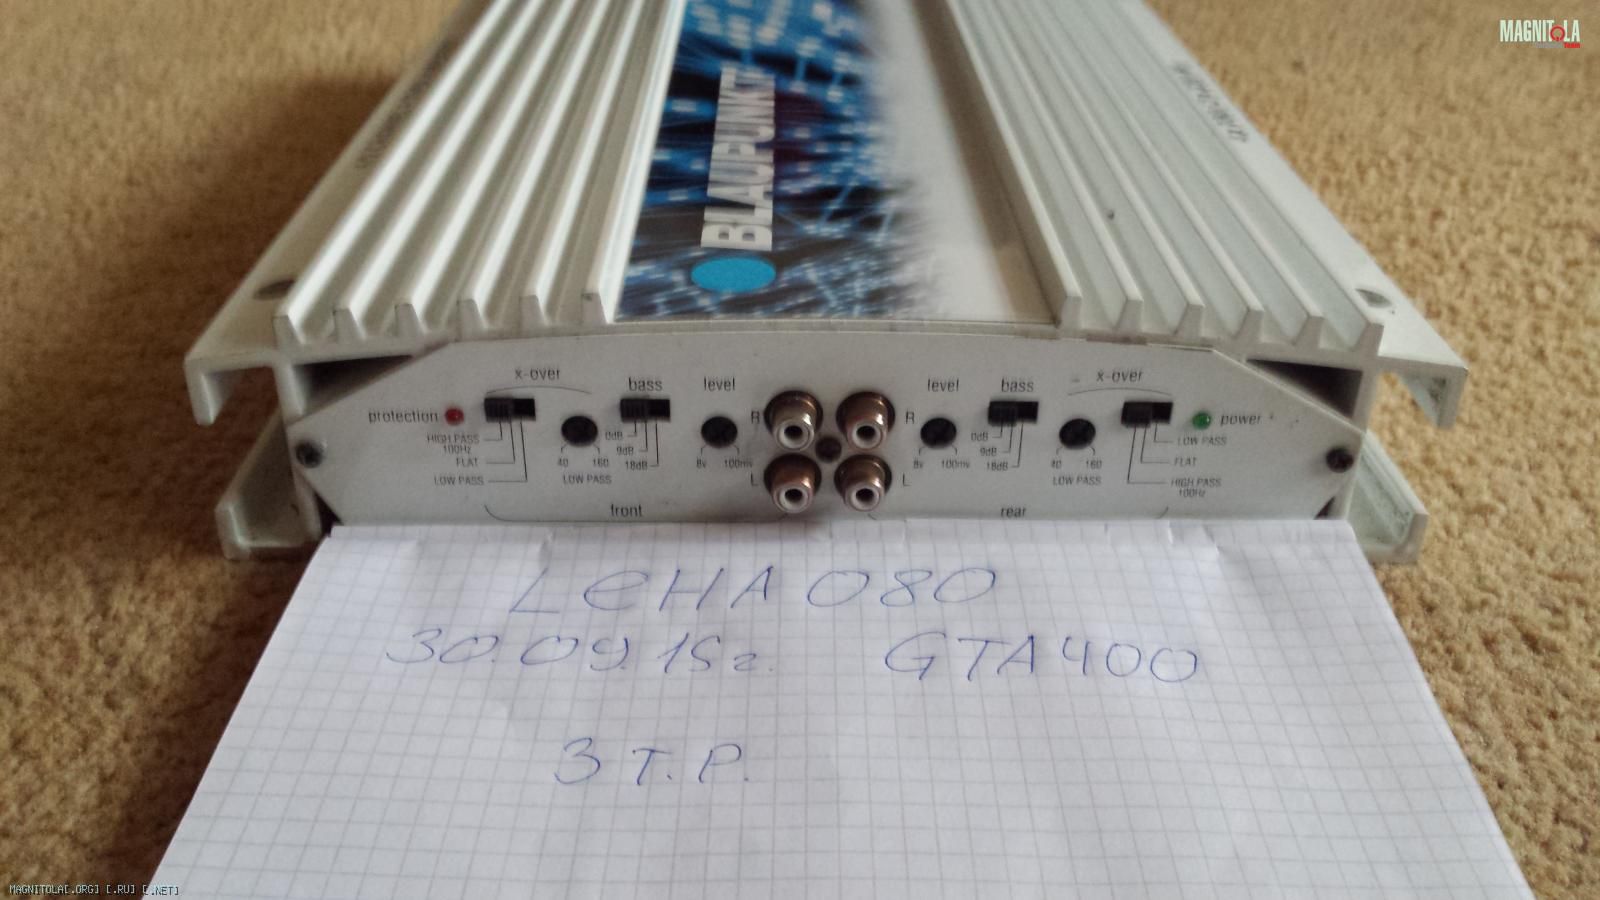 MAGNITOLA
BLAUPUNKT
x-over
bass
level
level
bass
x-over
protection
R
R
power
HIGH PASS
100Hz
FLAT
LOW PASS
0dB
9dB
18dB
40 160
LOW PASS
8v 100mv
L
L
8v 100mv
0dB
9dB
18dB
40 160
LOW PASS
LOW PASS
FLAT
HIGH PASS
100Hz
front
rear
LeHA 080
30.09.15г. GTA400
3 т.р.
MAGNITOLA[.ORG] [.RU] [.NET]